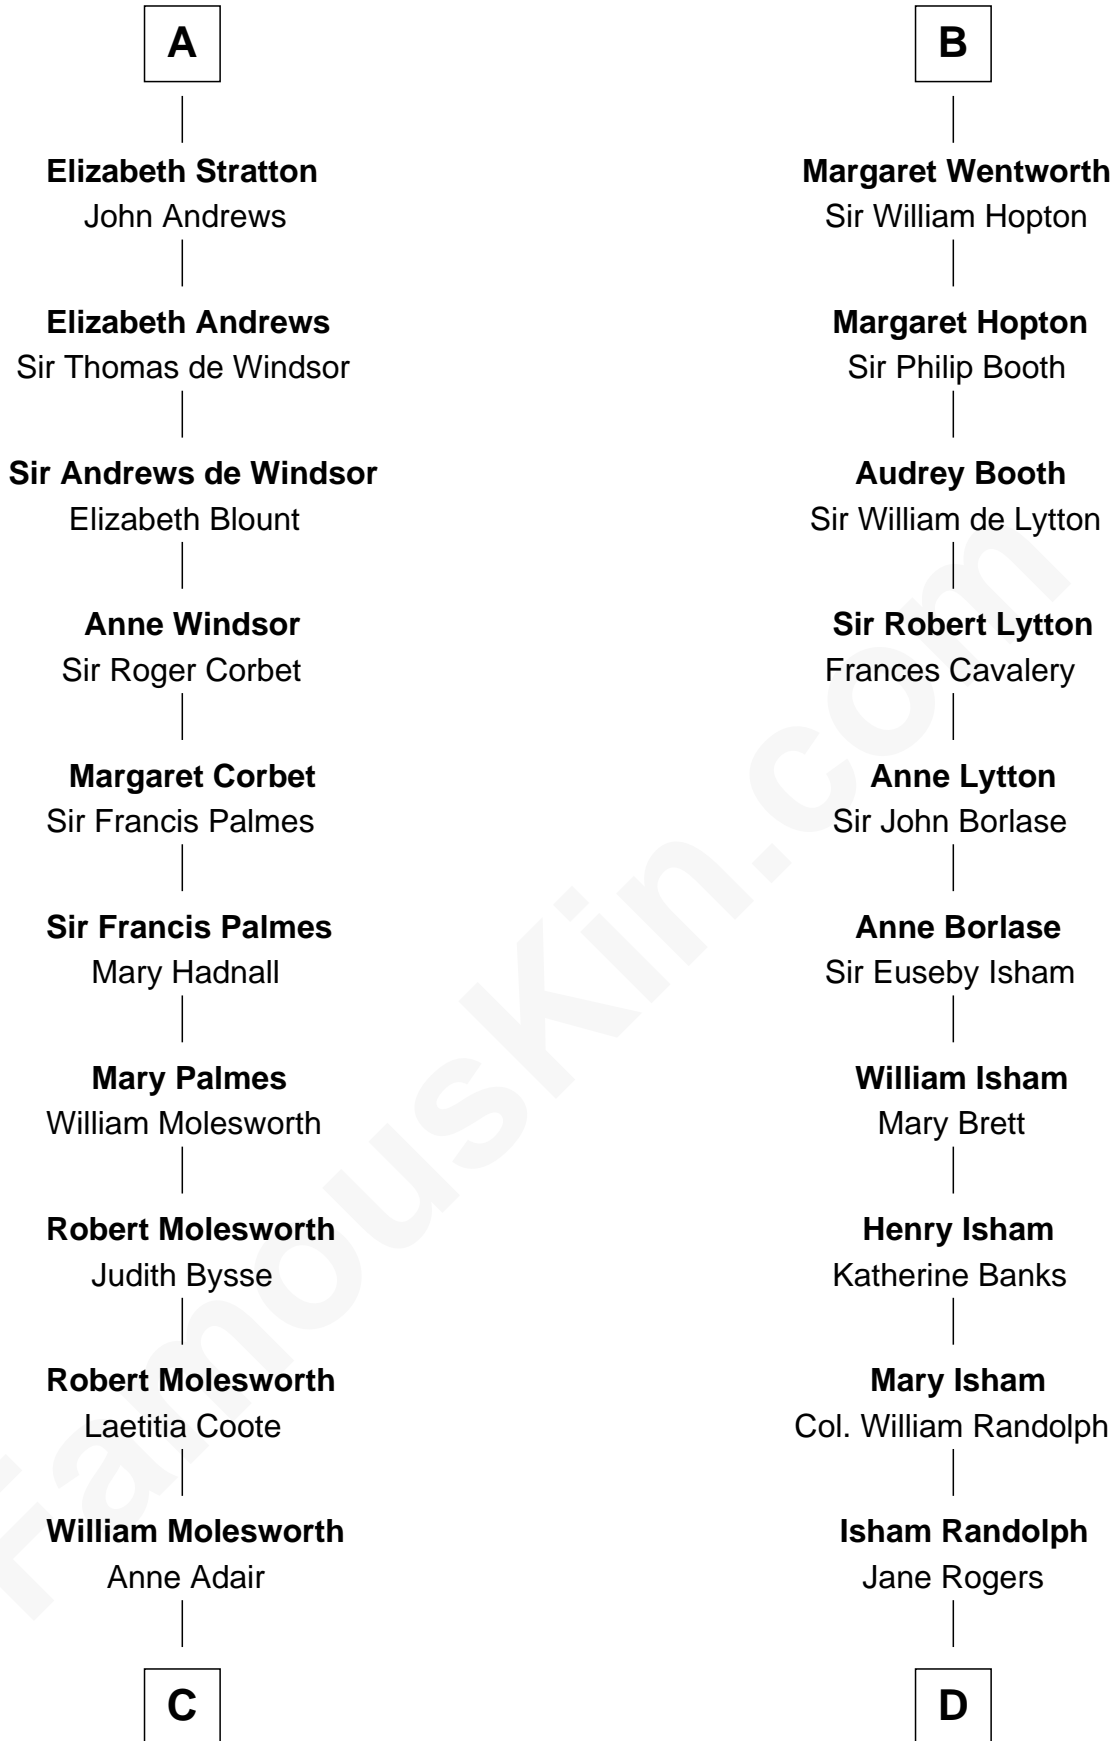 A
Elizabeth Stratton
John Andrews
Elizabeth Andrews
Sir Thomas de Windsor
Sir Andrews de Windsor
Elizabeth Blount
Anne Windsor
Sir Roger Corbet
Margaret Corbet
Sir Francis Palmes
Sir Francis Palmes
Mary Hadnall
Mary Palmes
William Molesworth
Robert Molesworth
Judith Bysse
Robert Molesworth
Laetitia Coote
William Molesworth
Anne Adair
C
B
Margaret Wentworth
Sir William Hopton
Margaret Hopton
Sir Philip Booth
Audrey Booth
Sir William de Lytton
Sir Robert Lytton
Frances Cavalery
Anne Lytton
Sir John Borlase
Anne Borlase
Sir Euseby Isham
William Isham
Mary Brett
Henry Isham
Katherine Banks
Mary Isham
Col. William Randolph
Isham Randolph
Jane Rogers
D
FamousKin.com